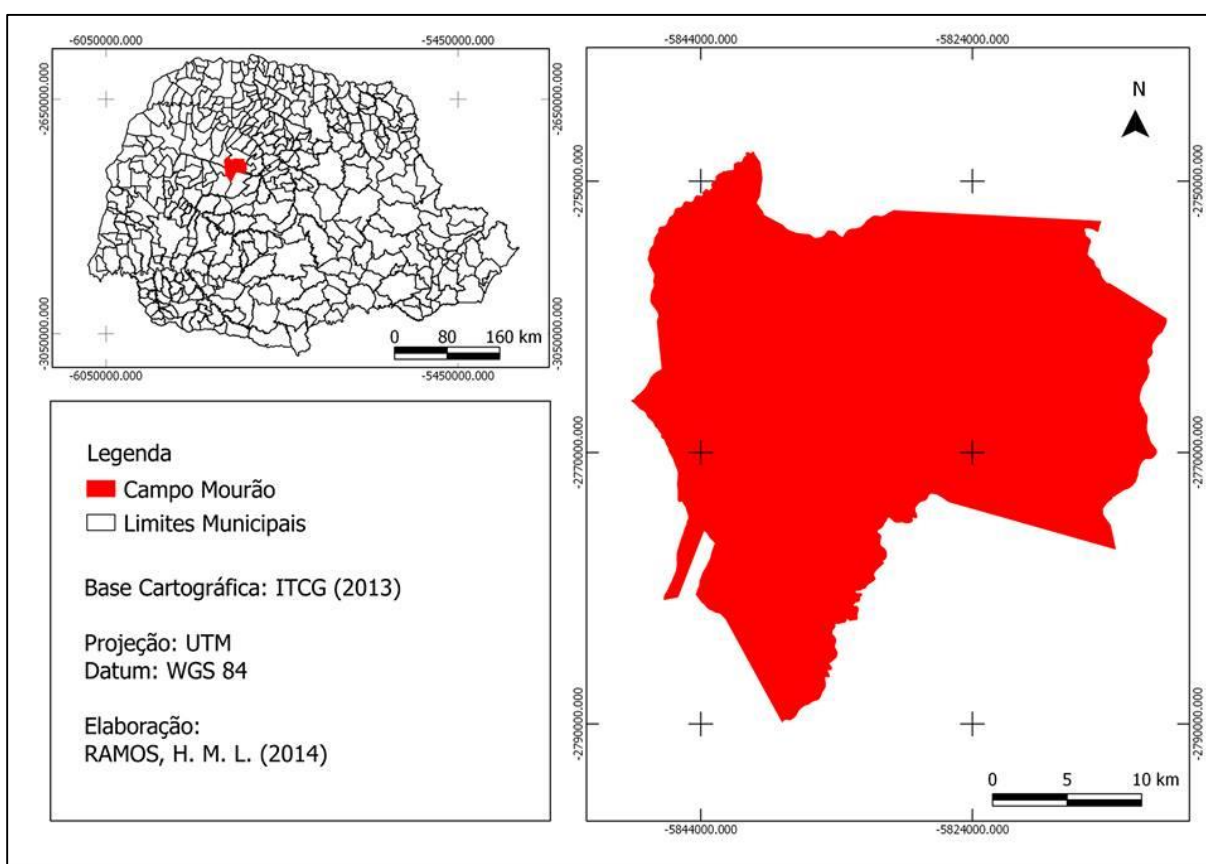 -6050000.000
-5450000.000
-2650000.000
-2650000.000
-3050000.000
-3050000.000
0 80 160 km
-6050000.000
-5450000.000
Legenda
Campo Mourão
Limites Municipais
Base Cartográfica: ITCG (2013)
Projeção: UTM
Datum: WGS 84
Elaboração:
RAMOS, H. M. L. (2014)
-5844000.000
-5824000.000
N
-2750000.000
-2750000.000
-2770000.000
-2770000.000
-2790000.000
-2790000.000
0 5 10 km
-5844000.000
-5824000.000